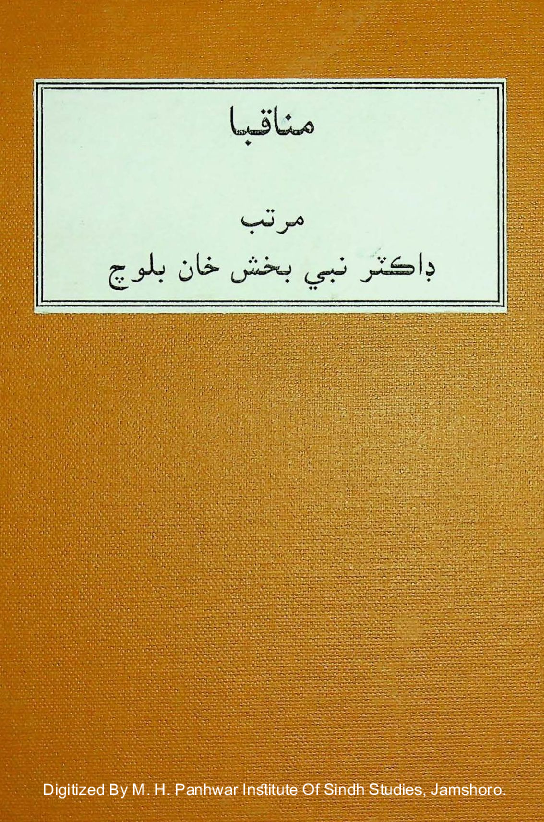 مناقبا
مرتب
ڊاڪٽر نبي بخش خان بلوچ
Digitized By M. H. Panhwar Institute Of Sindh Studies, Jamshoro.